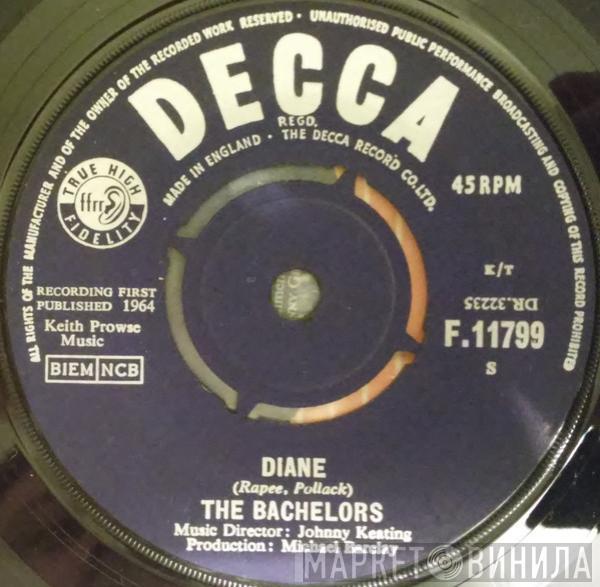 ALL RIGHTS OF THE MANUFACTURER AND OF THE OWNER OF THE RECORDED WORK RESERVED · UNAUTHORISED PUBLIC PERFORMANCE BROADCASTING AND COPYING OF THIS RECORD PROHIBITED
DECCA
REGD.
MADE IN ENGLAND · THE DECCA RECORD CO. LTD.
TRUE HIGH
ffrr
FIDELITY
45 RPM
K/T
DR.32235
F.11799
S
RECORDING FIRST
PUBLISHED 1964
Keith Prowse
Music
BIEM NCB
DIANE
(Rapee, Pollack)
THE BACHELORS
Music Director: Johnny Keating
Production: Michael Barclay
МАРКЕТ ВИНИЛА